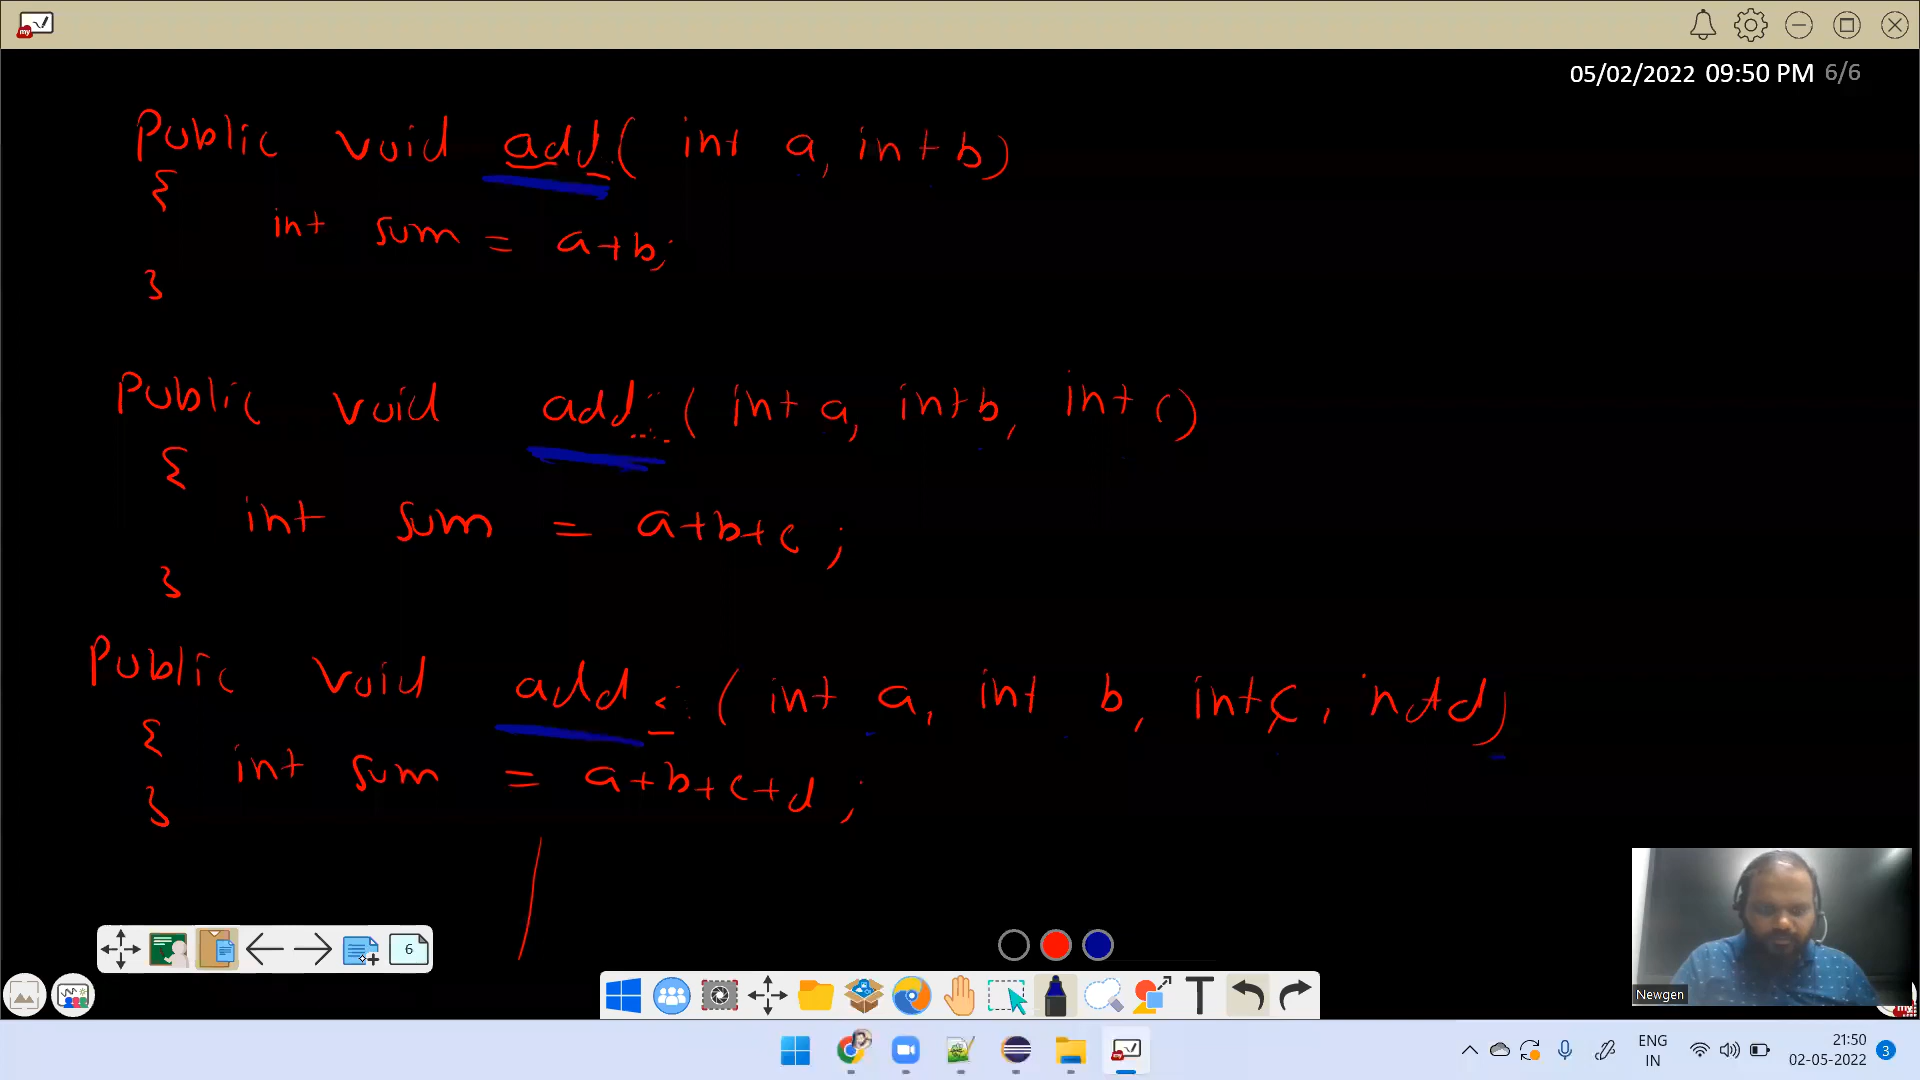 05/02/2022 09:50 PM 6/6
Public void add ( int a, int b)
{
int sum = a+b;
}
Public void add ( int a, int b, int c)
{
int sum = a+b+c ;
}
Public void add ( int a, int b, int c, int d)
{
int sum = a+b+c+d ;
}
6
Newgen
T
ENG
IN
21:50
02-05-2022
3